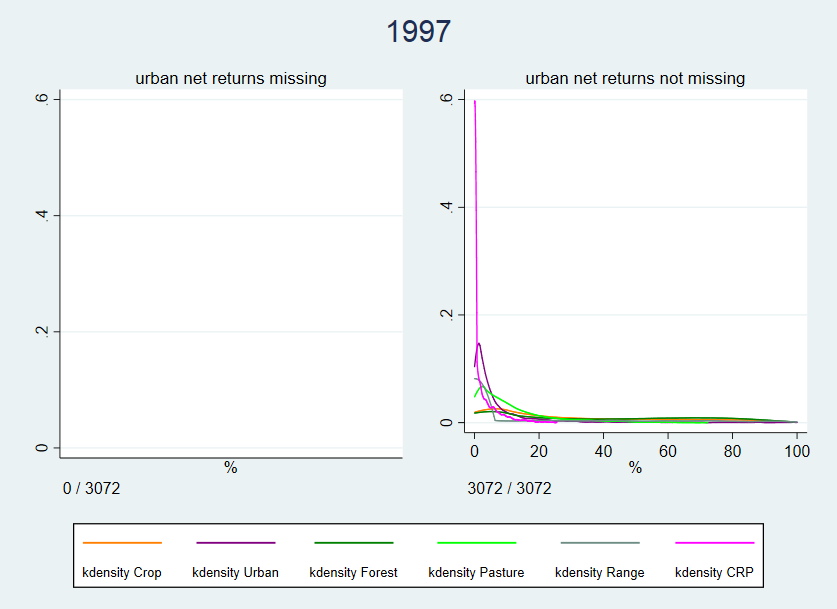 1997
urban net returns missing
urban net returns not missing
.6
.4
.2
0
%
0 / 3072
.6
.4
.2
0
0 20 40 60 80 100
%
3072 / 3072
kdensity Crop kdensity Urban kdensity Forest kdensity Pasture kdensity Range kdensity CRP